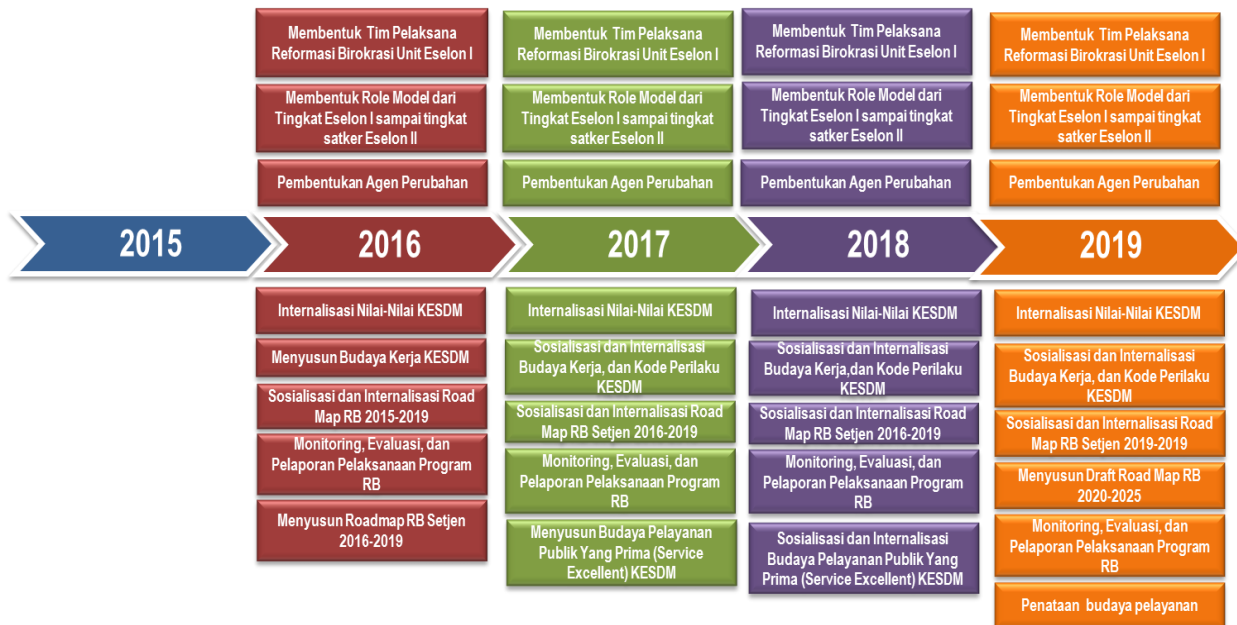 Membentuk Tim Pelaksana
Reformasi Birokrasi Unit Eselon I
Membentuk Role Model dari
Tingkat Eselon I sampai tingkat
satker Eselon II
Pembentukan Agen Perubahan
Membentuk Tim Pelaksana
Reformasi Birokrasi Unit Eselon I
Membentuk Role Model dari
Tingkat Eselon I sampai tingkat
satker Eselon II
Pembentukan Agen Perubahan
Membentuk Tim Pelaksana
Reformasi Birokrasi Unit Eselon I
Membentuk Role Model dari
Tingkat Eselon I sampai tingkat
satker Eselon II
Pembentukan Agen Perubahan
Membentuk Tim Pelaksana
Reformasi Birokrasi Unit Eselon I
Membentuk Role Model dari
Tingkat Eselon I sampai tingkat
satker Eselon II
Pembentukan Agen Perubahan
2015
2016
2017
2018
2019
Internalisasi Nilai-Nilai KESDM
Menyusun Budaya Kerja KESDM
Sosialisasi dan Internalisasi Road
Map RB 2015-2019
Monitoring, Evaluasi, dan
Pelaporan Pelaksanaan Program
RB
Menyusun Roadmap RB Setjen
2016-2019
Internalisasi Nilai-Nilai KESDM
Sosialisasi dan Internalisasi
Budaya Kerja, dan Kode Perilaku
KESDM
Sosialisasi dan Internalisasi Road
Map RB Setjen 2016-2019
Monitoring, Evaluasi, dan
Pelaporan Pelaksanaan Program
RB
Menyusun Budaya Pelayanan
Publik Yang Prima (Service
Excellent) KESDM
Internalisasi Nilai-Nilai KESDM
Sosialisasi dan Internalisasi
Budaya Kerja,dan Kode Perilaku
KESDM
Sosialisasi dan Internalisasi Road
Map RB Setjen 2016-2019
Monitoring, Evaluasi, dan
Pelaporan Pelaksanaan Program
RB
Sosialisasi dan Internalisasi
Budaya Pelayanan Publik Yang
Prima (Service Excellent) KESDM
Internalisasi Nilai-Nilai KESDM
Sosialisasi dan Internalisasi
Budaya Kerja, dan Kode Perilaku
KESDM
Sosialisasi dan Internalisasi Road
Map RB Setjen 2019-2019
Menyusun Draft Road Map RB
2020-2025
Monitoring, Evaluasi, dan
Pelaporan Pelaksanaan Program
RB
Penataan budaya pelayanan